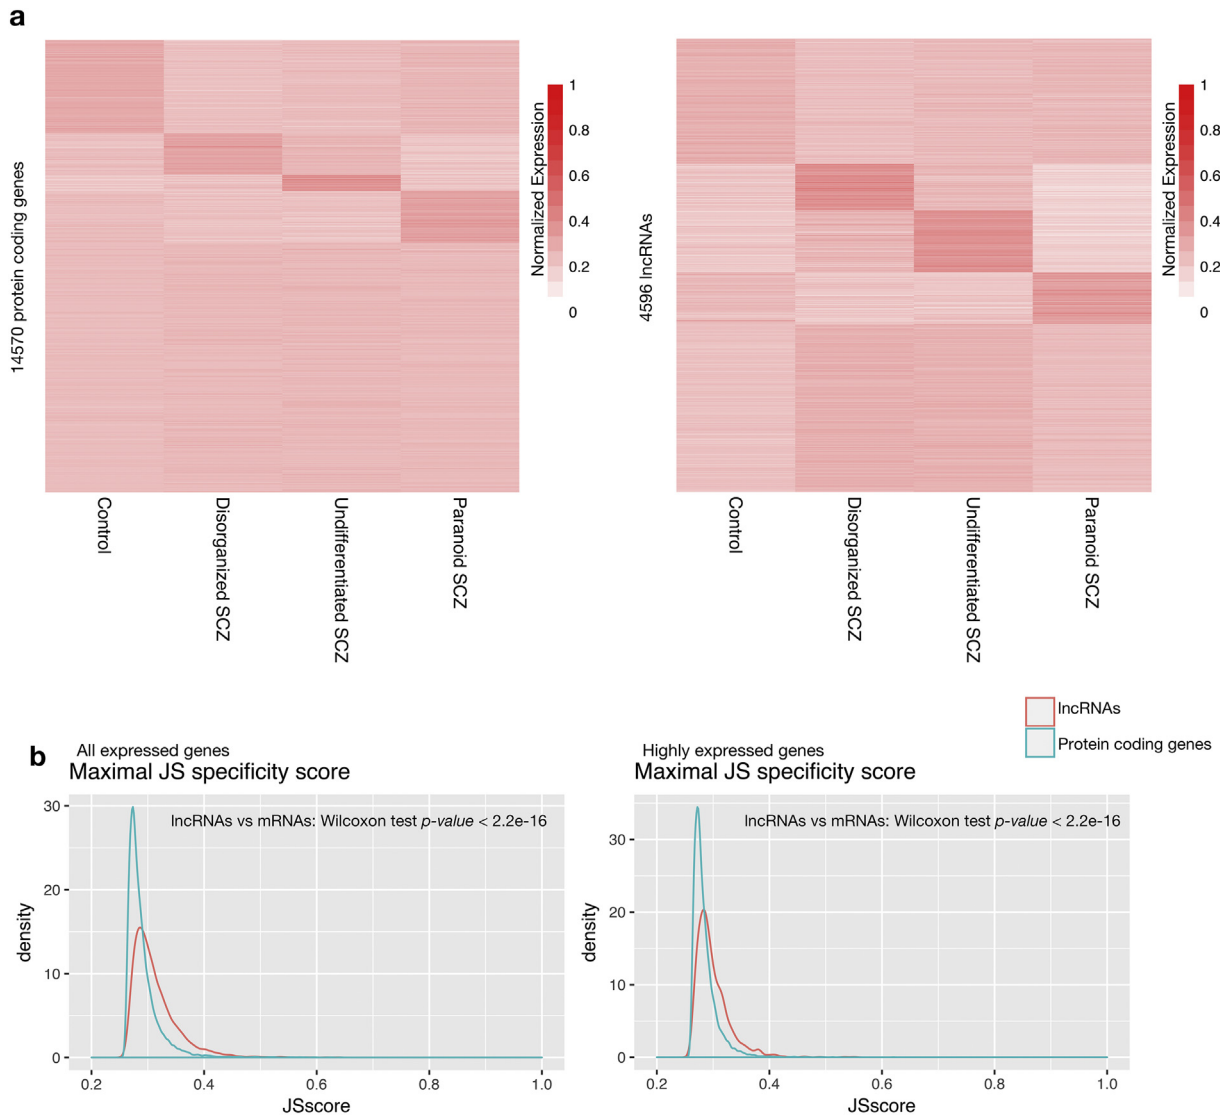 a
14570 protein coding genes
Normalized Expression
1
0.8
0.6
0.4
0.2
0
Control
Disorganized SCZ
Undifferentiated SCZ
Paranoid SCZ
4596 lncRNAs
Normalized Expression
1
0.8
0.6
0.4
0.2
0
Control
Disorganized SCZ
Undifferentiated SCZ
Paranoid SCZ
lncRNAs
Protein coding genes
b
All expressed genes
Maximal JS specificity score
lncRNAs vs mRNAs: Wilcoxon test p-value < 2.2e-16
density
30
20
10
0
0.2
0.4
0.6
0.8
1.0
JSscore
Highly expressed genes
Maximal JS specificity score
lncRNAs vs mRNAs: Wilcoxon test p-value < 2.2e-16
density
30
20
10
0
0.2
0.4
0.6
0.8
1.0
JSscore